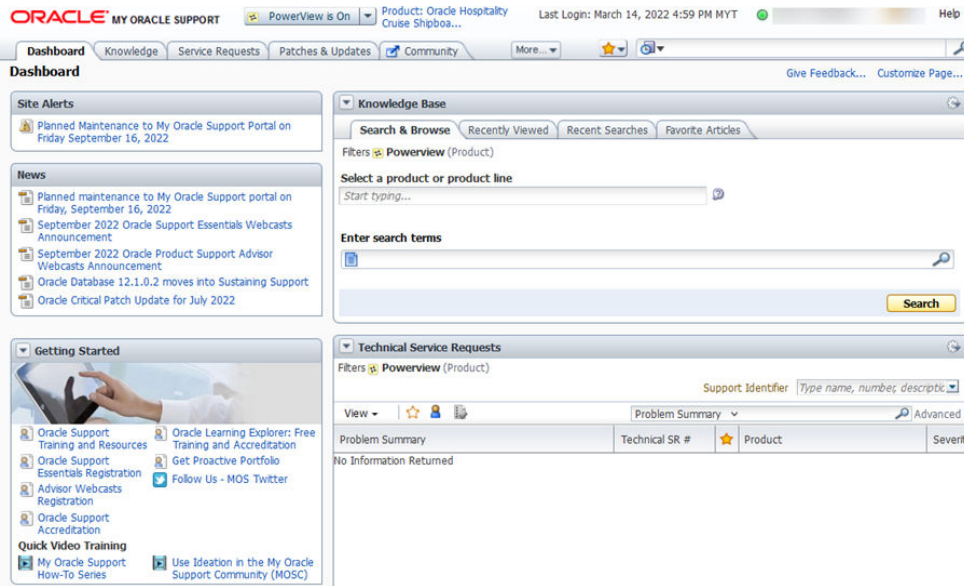 ORACLE® MY ORACLE SUPPORT
PowerView is On
Product: Oracle Hospitality
Cruise Shipboa...
Last Login: March 14, 2022 4:59 PM MYT
Help
Dashboard
Knowledge
Service Requests
Patches & Updates
Community
More...
Dashboard
Give Feedback...
Customize Page...
Site Alerts
Planned Maintenance to My Oracle Support Portal on
Friday September 16, 2022
News
Planned maintenance to My Oracle Support portal on
Friday, September 16, 2022
September 2022 Oracle Support Essentials Webcasts
Announcement
September 2022 Oracle Product Support Advisor
Webcasts Announcement
Oracle Database 12.1.0.2 moves into Sustaining Support
Oracle Critical Patch Update for July 2022
Knowledge Base
Search & Browse
Recently Viewed
Recent Searches
Favorite Articles
Filters Powerview (Product)
Select a product or product line
Start typing...
Enter search terms
Search
Getting Started
Oracle Support
Training and Resources
Oracle Support
Essentials Registration
Advisor Webcasts
Registration
Oracle Support
Accreditation
Oracle Learning Explorer: Free
Training and Accreditation
Get Proactive Portfolio
Follow Us - MOS Twitter
Quick Video Training
My Oracle Support
How-To Series
Use Ideation in the My Oracle
Support Community (MOSC)
Technical Service Requests
Filters Powerview (Product)
Support Identifier
Type name, number, descriptic
View
Problem Summary
Advanced
Problem Summary
Technical SR #
Product
Severit
No Information Returned